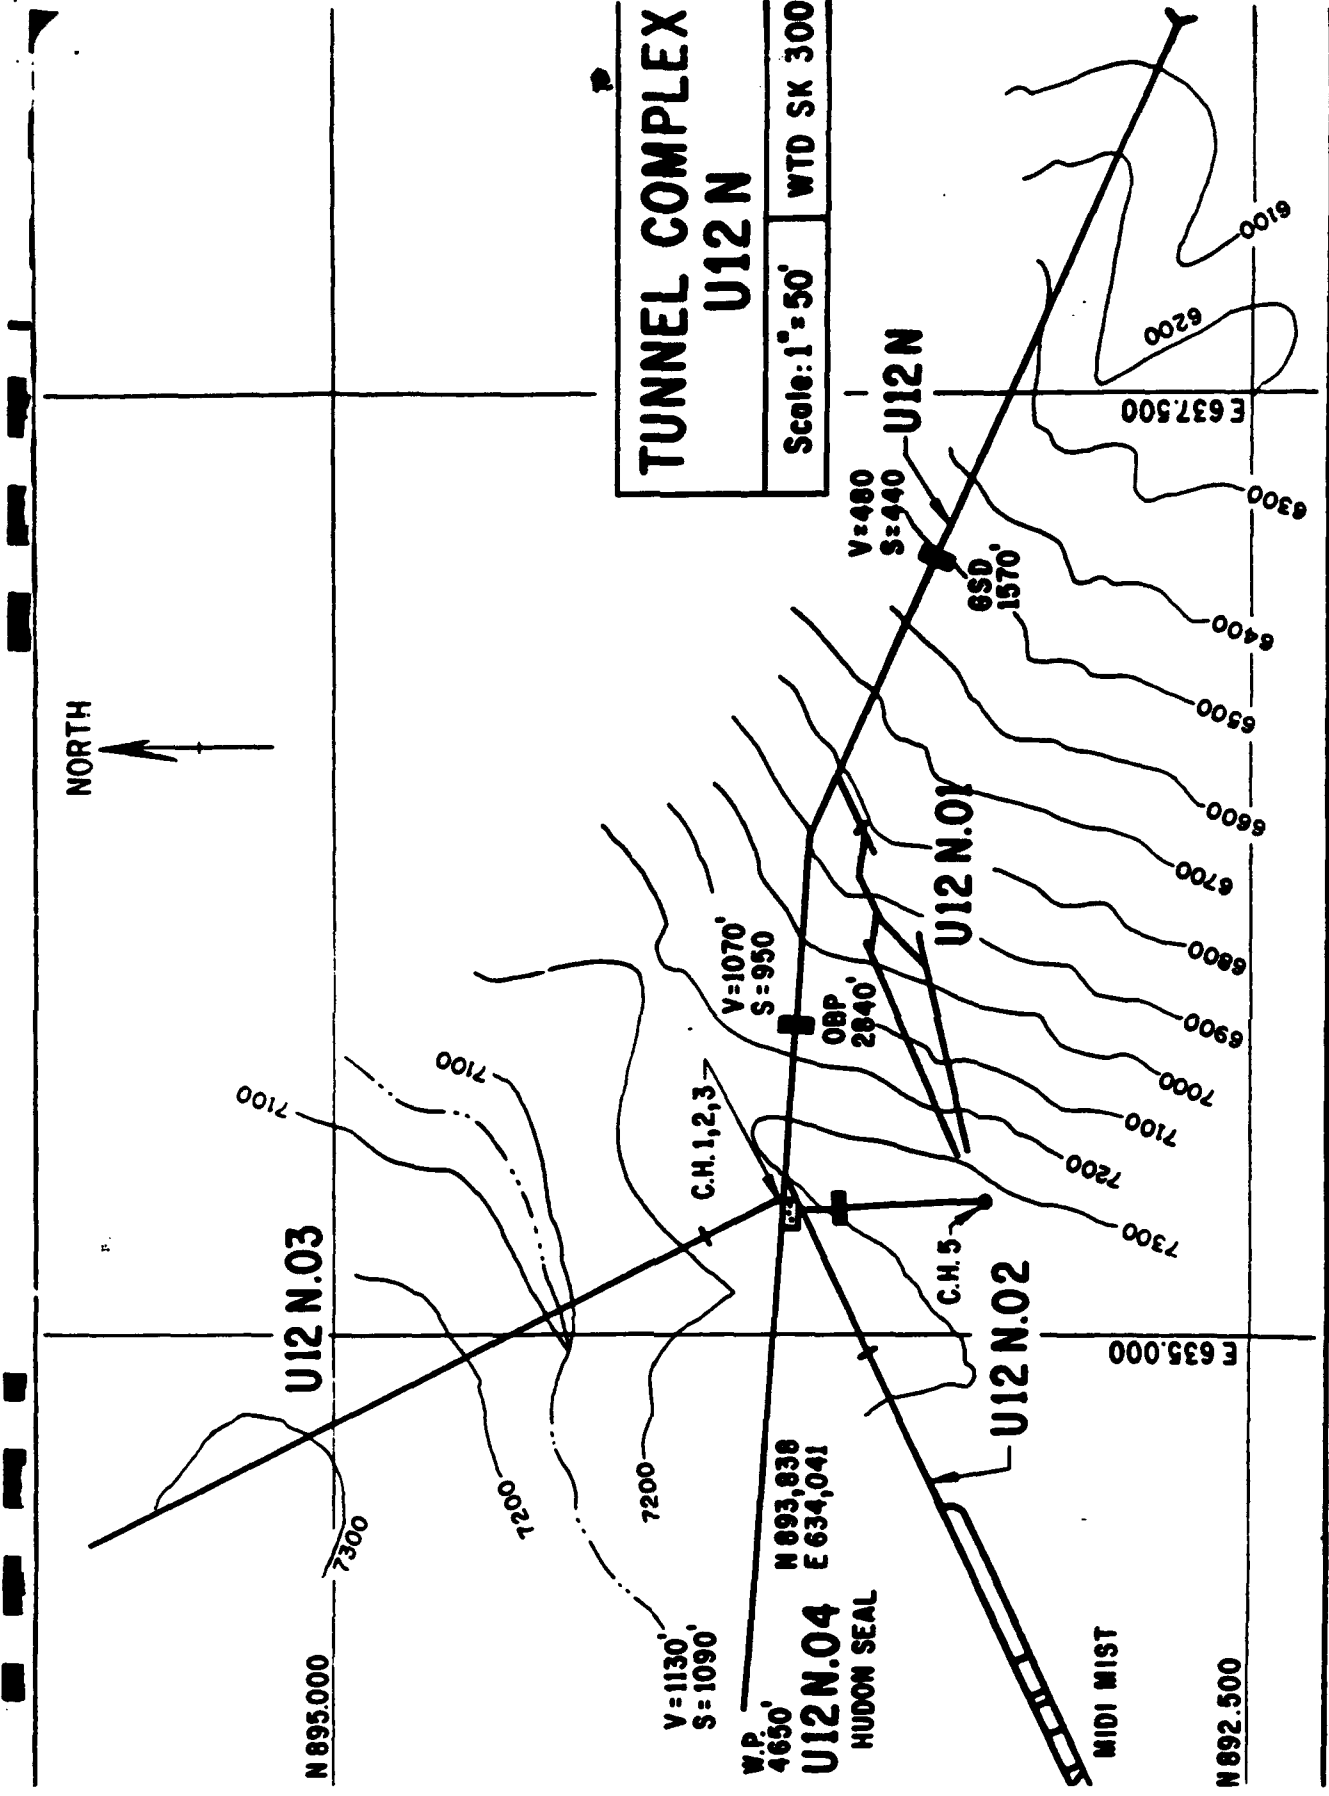 TUNNEL COMPLEX
U12 N
Scale: 1"=50'
WTD SK 300
NORTH
N 895.000
U12 N.03
7300
7200
7200
7100
7100
V=1130'
S=1090'
W.P.
4650'
U12 N.04
HUDON SEAL
N 893,838
E 634,041
C.H. 1,2,3
V=1070'
S=950
OBP
2840'
V=480
S=440
U12 N
GSD
1570'
U12 N.01
C.H. 5
U12 N.02
MIDI MIST
N 892.500
E 635.000
E 637.500
7300
7200
7100
7000
6900
6800
6700
6600
6500
6400
6300
6200
6100